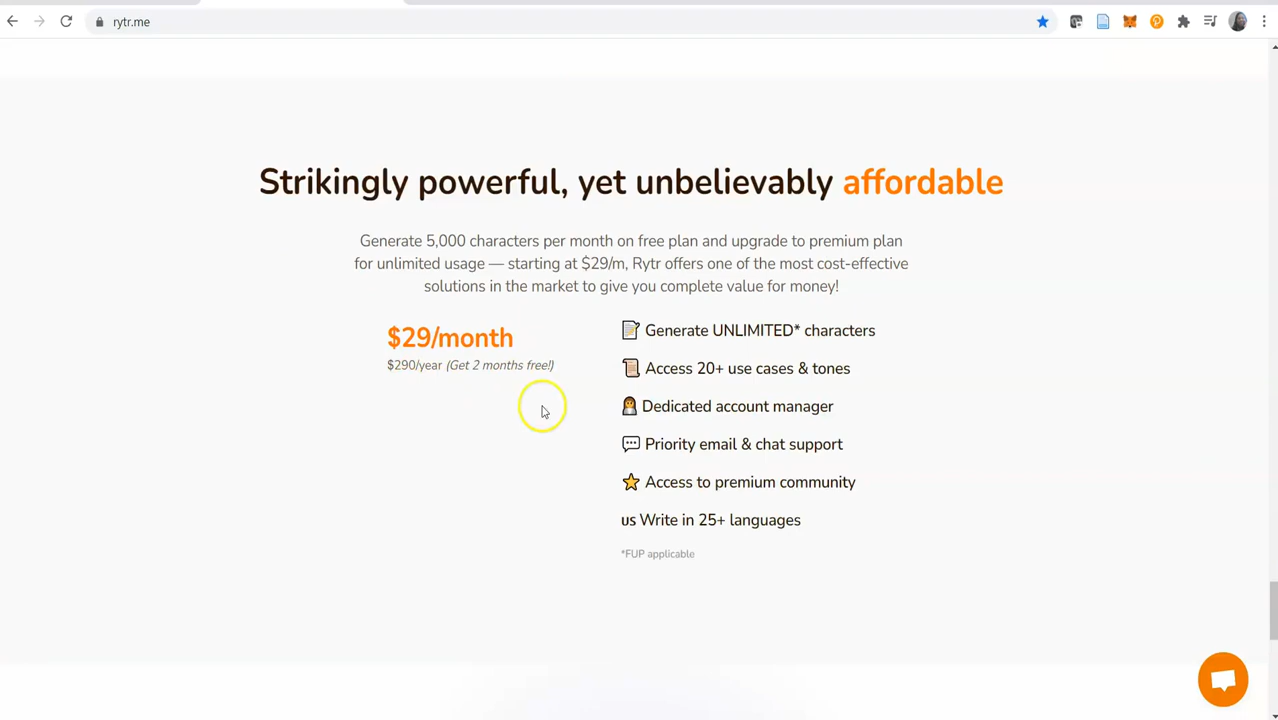 rytr.me
Strikingly powerful, yet unbelievably affordable
Generate 5,000 characters per month on free plan and upgrade to premium plan
for unlimited usage — starting at $29/m, Rytr offers one of the most cost-effective
solutions in the market to give you complete value for money!
$29/month
$290/year (Get 2 months free!)
Generate UNLIMITED* characters
Access 20+ use cases & tones
Dedicated account manager
Priority email & chat support
Access to premium community
US Write in 25+ languages
*FUP applicable